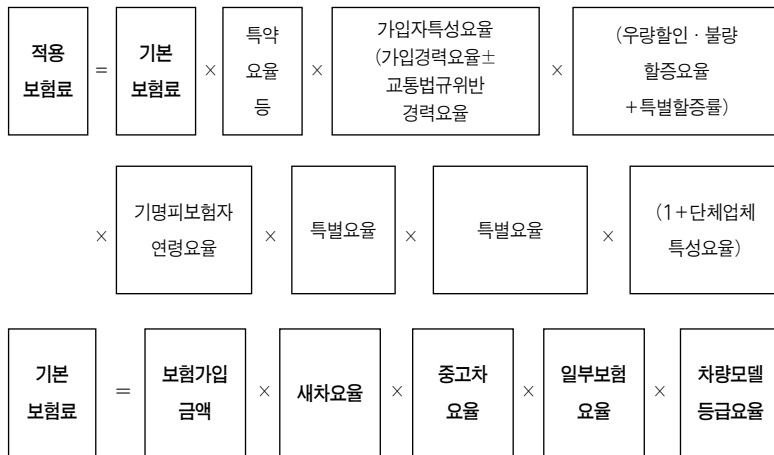 적용
보험료
=
기본
보험료
×
특약
요율
등
×
가입자특성요율
(가입경력요율±
교통법규위반
경력요율
×
(우량할인 · 불량
할증요율
+특별할증률)
×
기명피보험자
연령요율
×
특별요율
×
특별요율
×
(1+단체업체
특성요율)
기본
보험료
=
보험가입
금액
×
새차요율
×
중고차
요율
×
일부보험
요율
×
차량모델
등급요율